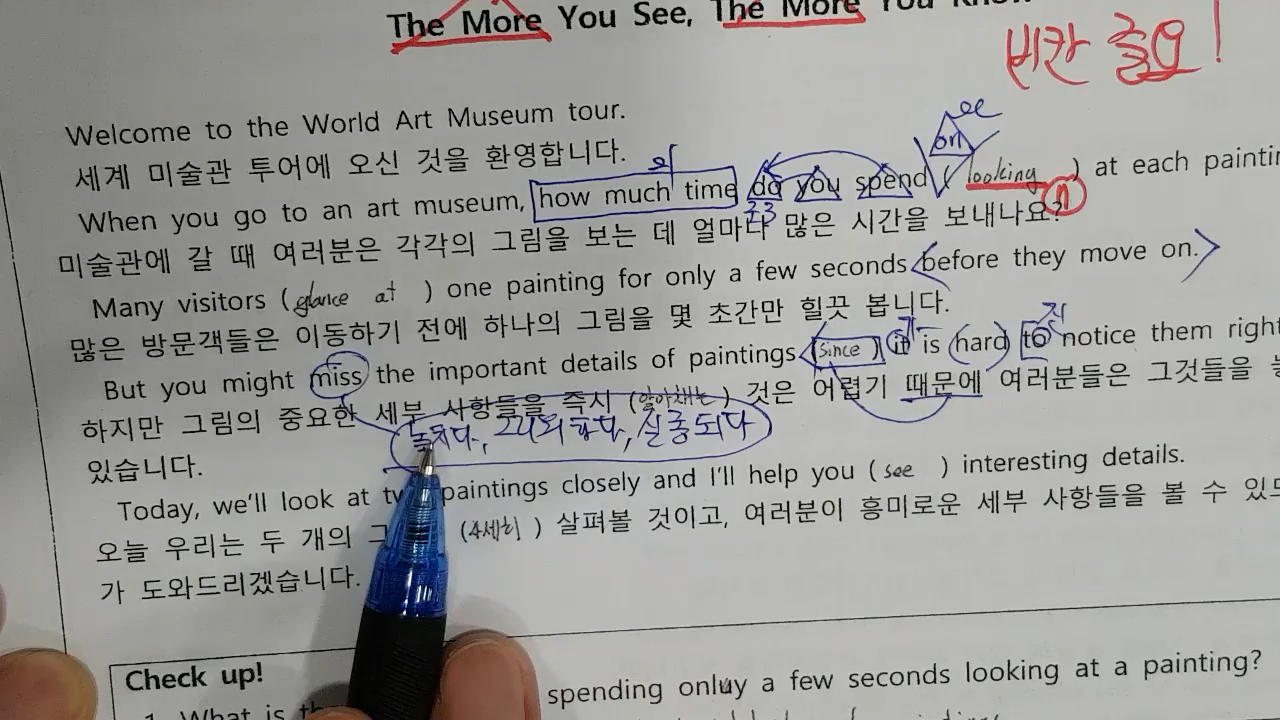 The More You See, The More You Know
빈칸 중요!
Welcome to the World Art Museum tour.
세계 미술관 투어에 오신 것을 환영합니다.
on
When you go to an art museum, how much time do you spend (looking ) at each paintin
미술관에 갈 때 여러분은 각각의 그림을 보는 데 얼마나 많은 시간을 보내나요?
Many visitors (glance at ) one painting for only a few seconds before they move on.
많은 방문객들은 이동하기 전에 하나의 그림을 몇 초간만 힐끗 봅니다.
But you might miss the important details of paintings (since ) it is (hard) to notice them right
하지만 그림의 중요한 세부 사항들을 즉시 (알아채는 ) 것은 어렵기 때문에 여러분들은 그것들을
놓치다, 그리워하다, 실종되다
있습니다.
Today, we'll look at two paintings closely and I'll help you (see ) interesting details.
오늘 우리는 두 개의 (세히 ) 살펴볼 것이고, 여러분이 흥미로운 세부 사항들을 볼 수 있도
가 도와드리겠습니다.
Check up!
1. What is spending onluy a few seconds looking at a painting?